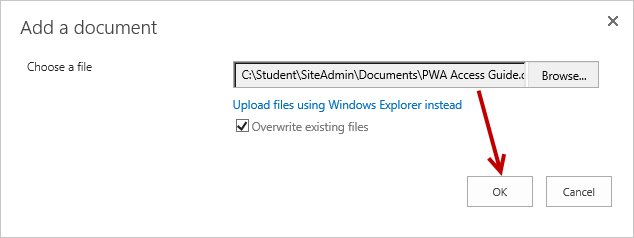 Add a document
Choose a file
C:\Student\SiteAdmin\Documents\PWA Access Guide.d
Browse...
Upload files using Windows Explorer instead
Overwrite existing files
OK
Cancel